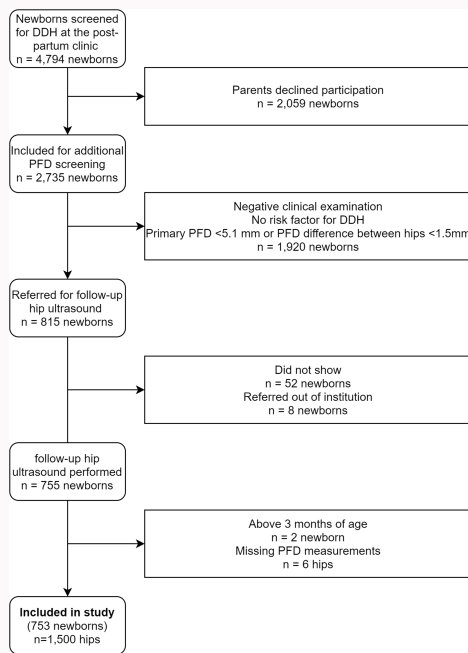 Newborns screened
for DDH at the post-
partum clinic
n = 4,794 newborns
Parents declined participation
n = 2,059 newborns
Included for additional
PFD screening
n = 2,735 newborns
Negative clinical examination
No risk factor for DDH
Primary PFD <5.1 mm or PFD difference between hips <1.5mm
n = 1,920 newborns
Referred for follow-up
hip ultrasound
n = 815 newborns
Did not show
n = 52 newborns
Referred out of institution
n = 8 newborns
follow-up hip
ultrasound performed
n = 755 newborns
Above 3 months of age
n = 2 newborn
Missing PFD measurements
n = 6 hips
Included in study
(753 newborns)
n=1,500 hips